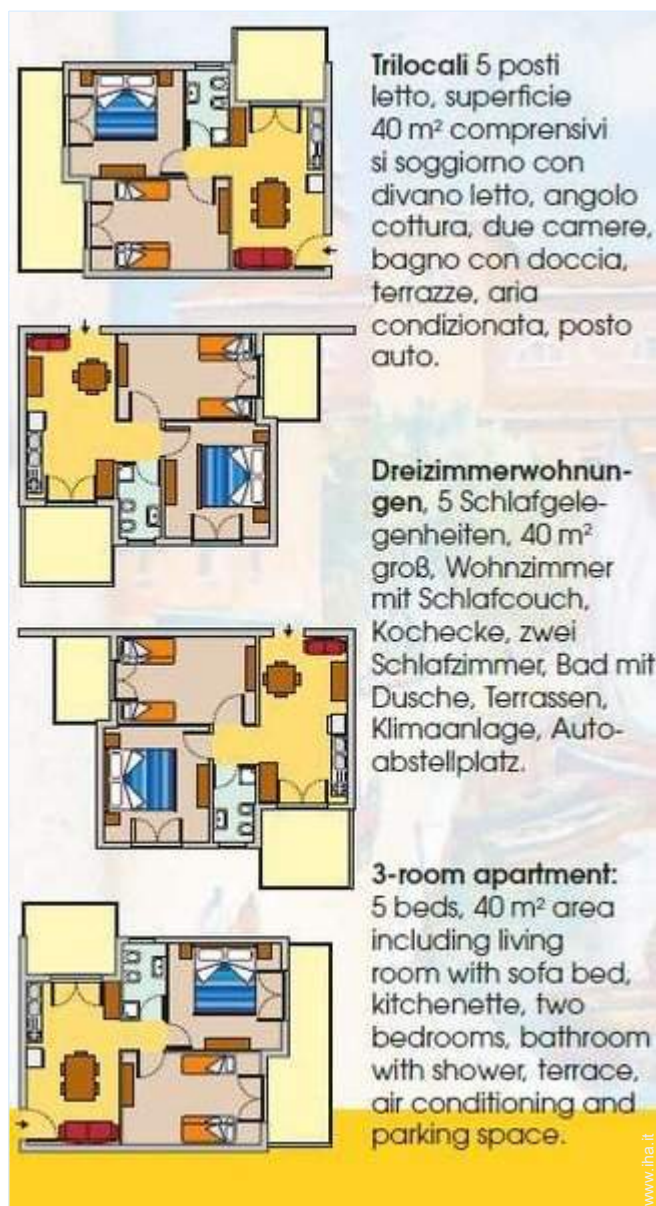 Trilocali 5 posti
letto, superficie
40 m² comprensivi
si soggiorno con
divano letto, angolo
cottura, due camere,
bagno con doccia,
terrazze, aria
condizionata, posto
auto.
Dreizimmerwohnun-
gen, 5 Schlafgele-
genheiten, 40 m²
groß, Wohnzimmer
mit Schlafcouch,
Kochecke, zwei
Schlafzimmer, Bad mit
Dusche, Terrassen,
Klimaanlage, Auto-
abstellplatz.
3-room apartment:
5 beds, 40 m² area
including living
room with sofa bed,
kitchenette, two
bedrooms, bathroom
with shower, terrace,
air conditioning and
parking space.
www.iha.it